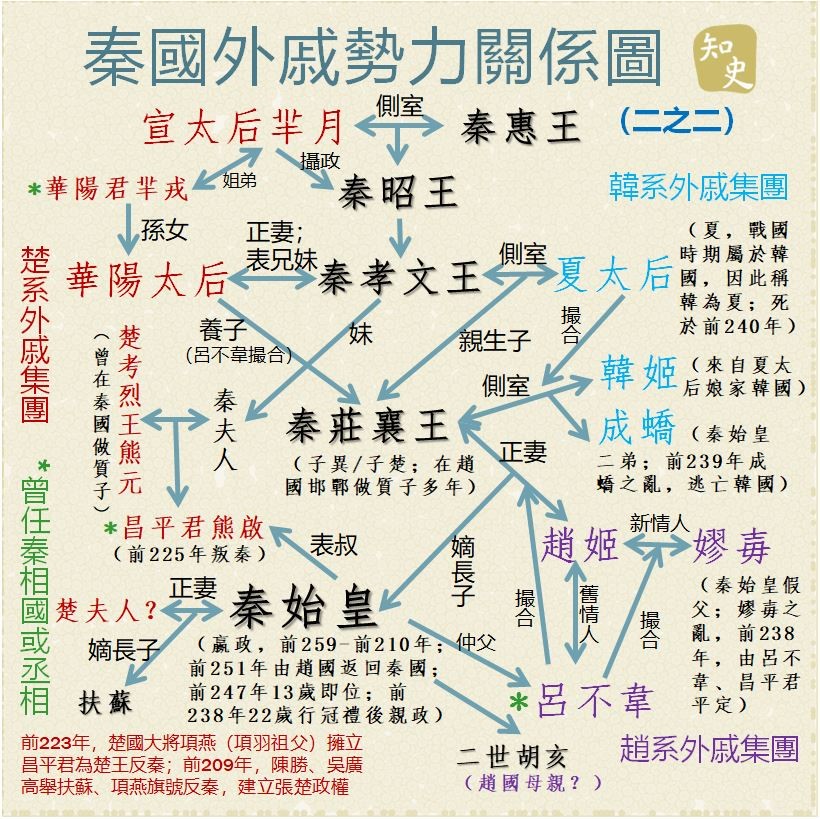 秦國外戚勢力關係圖
知史
宣太后羋月
側室
秦惠王
（二之二）
*華陽君羋戎
姐弟
攝政
秦昭王
韓系外戚集團
孫女
正妻；
表兄妹
側室
華陽太后
秦孝文王
夏太后
（夏，戰國
時期屬於韓
國，因此稱
韓為夏；死
於前240年）
楚系外戚集團
楚考烈王熊元
（曾在秦國做質子）
養子
（呂不韋撮合）
妹
親生子
撮合
秦夫人
側室
韓姬
（來自夏太
后娘家韓國）
秦莊襄王
（子異/子楚；在趙
國邯鄲做質子多年）
成蟜
（秦始皇
二弟；前239年成
蟜之亂，逃亡韓國）
正妻
*曾任秦相國或丞相
*昌平君熊啟
（前225年叛秦）
表叔
嫡長子
趙姬
新情人
嫪毐
撮合
舊情人
撮合
（秦始皇假
父；嫪毐之
亂，前238
年，由呂不
韋、昌平君
平定）
楚夫人？
正妻
秦始皇
嫡長子
（嬴政，前259–前210年；
前251年由趙國返回秦國；
前247年13歲即位；前
238年22歲行冠禮後親政）
仲父
扶蘇
*呂不韋
二世胡亥
（趙國母親？）
趙系外戚集團
前223年，楚國大將項燕（項羽祖父）擁立
昌平君為楚王反秦；前209年，陳勝、吳廣
高舉扶蘇、項燕旗號反秦，建立張楚政權